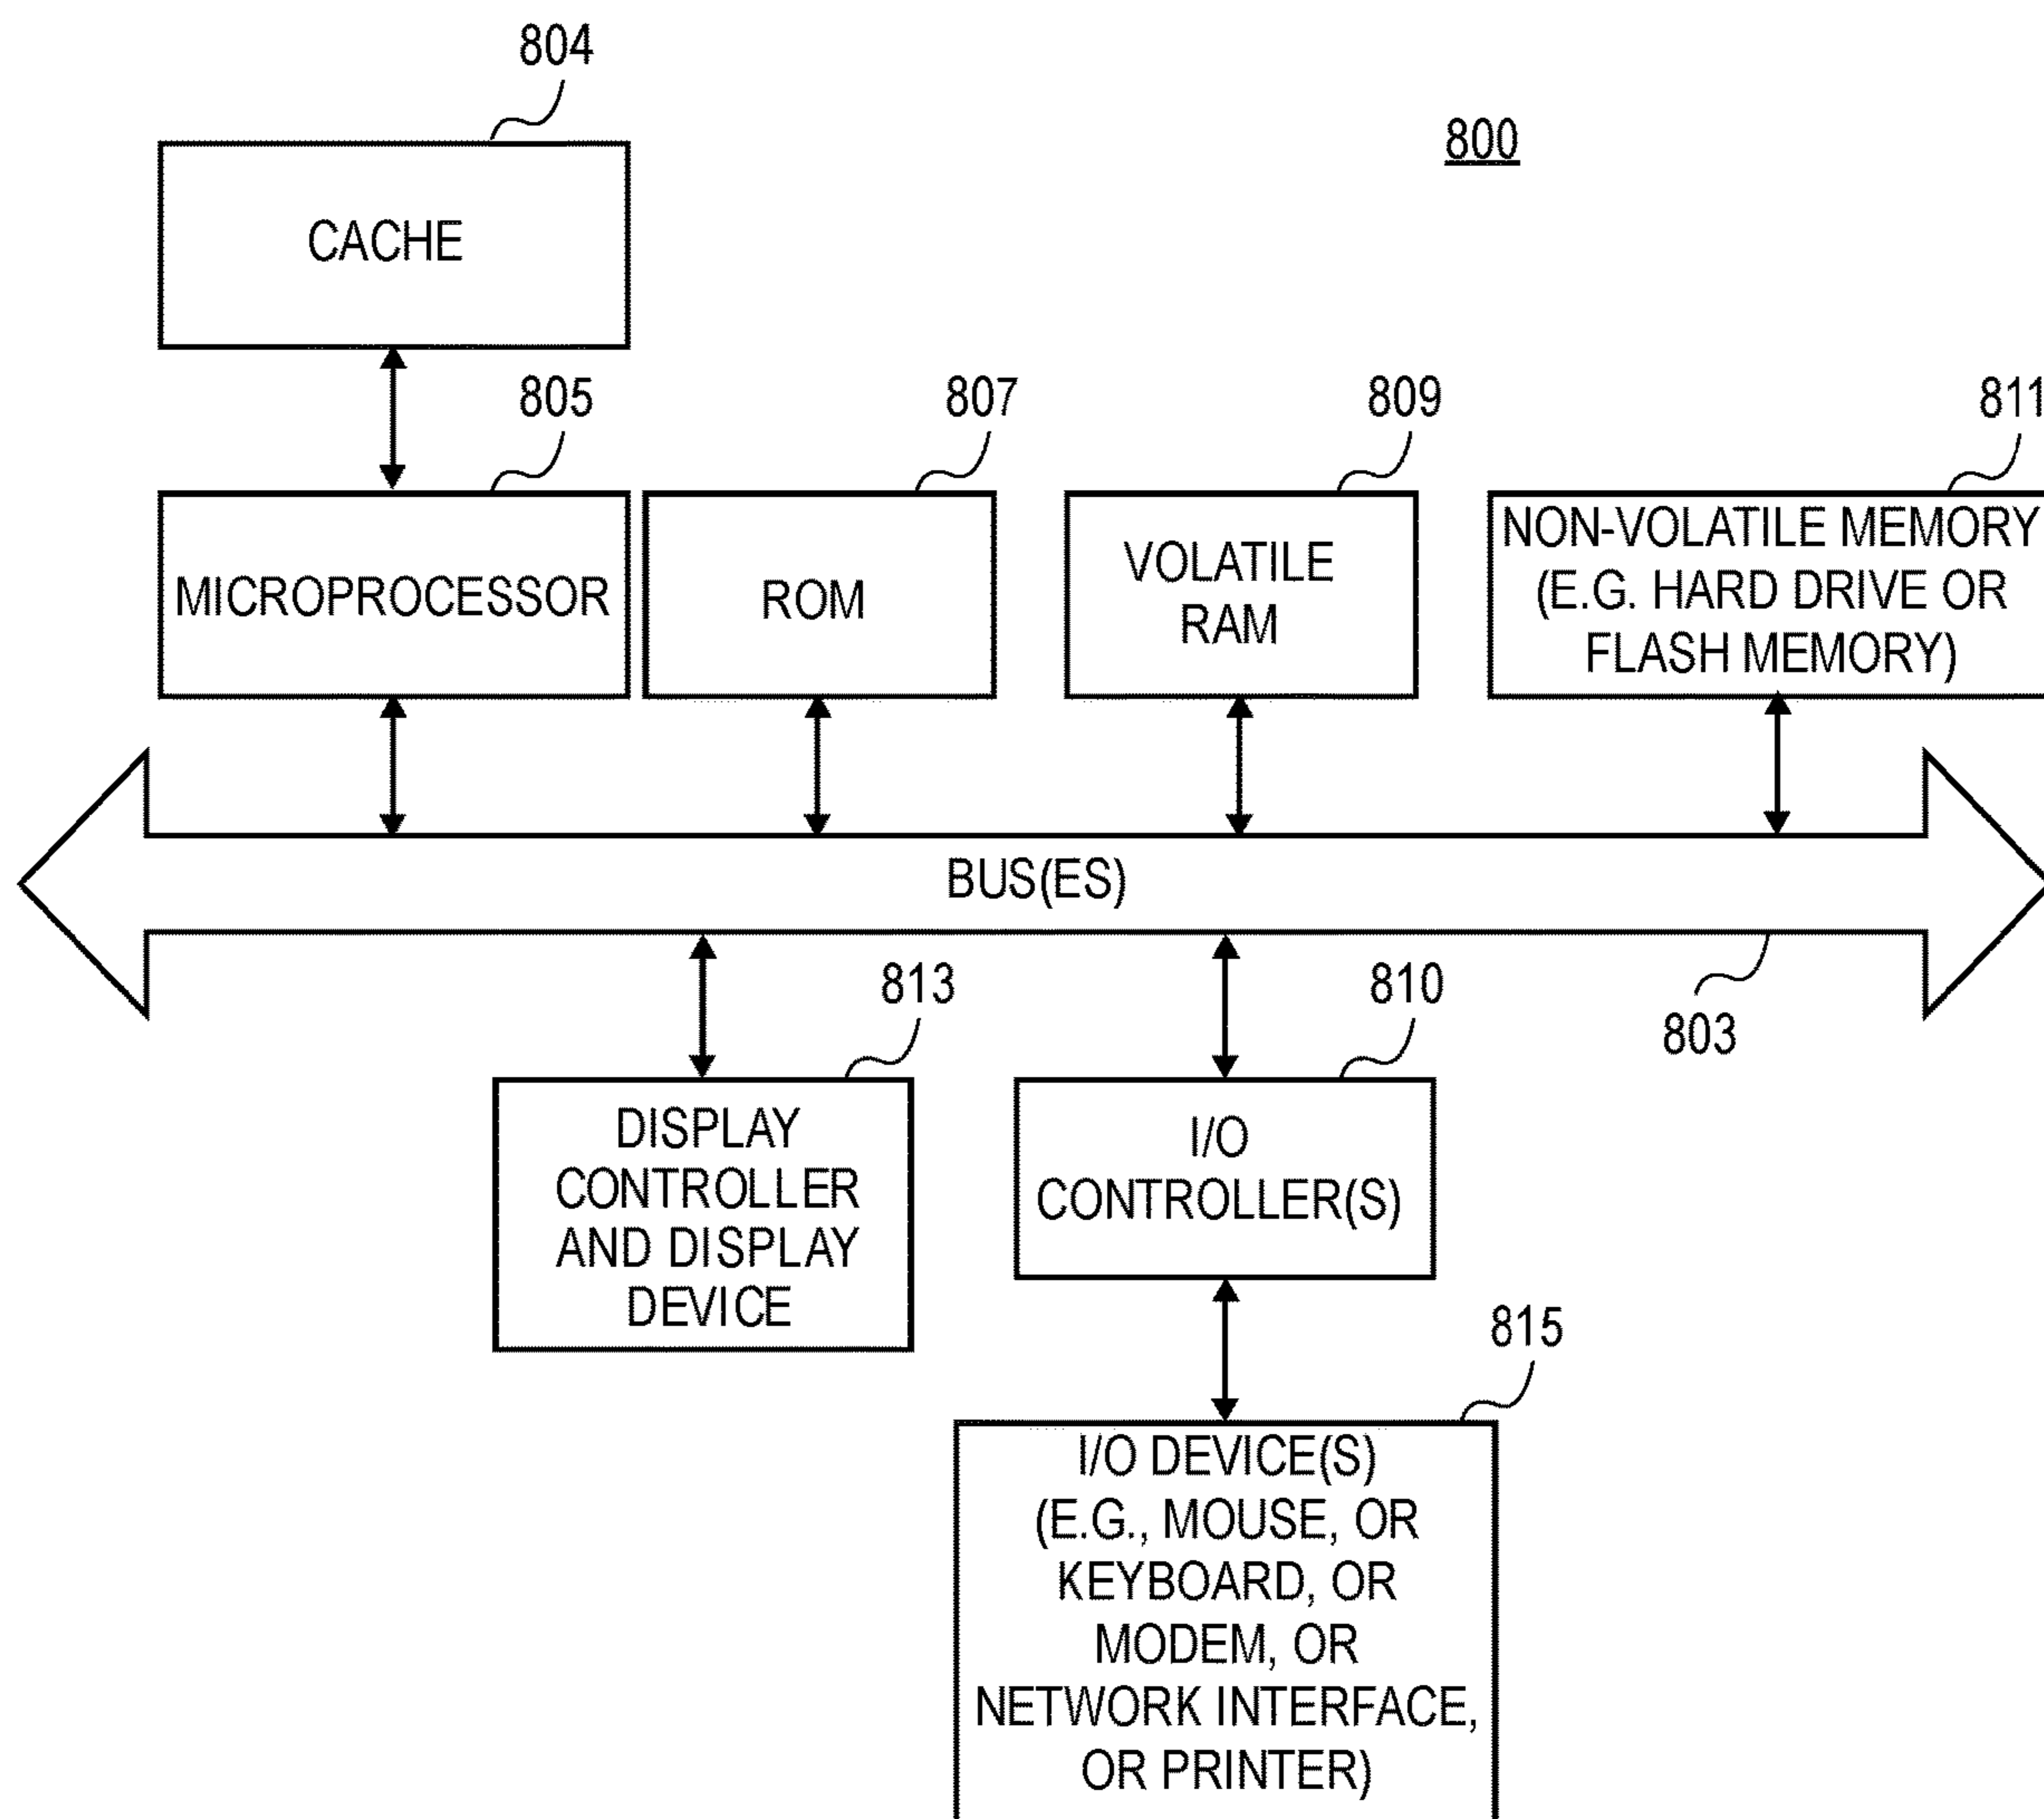 804
800
CACHE
805
807
809
811
MICROPROCESSOR
ROM
VOLATILE
RAM
NON-VOLATILE MEMORY
(E.G. HARD DRIVE OR
FLASH MEMORY)
BUS(ES)
813
810
803
DISPLAY
CONTROLLER
AND DISPLAY
DEVICE
I/O
CONTROLLER(S)
815
I/O DEVICE(S)
(E.G., MOUSE, OR
KEYBOARD, OR
MODEM, OR
NETWORK INTERFACE,
OR PRINTER)